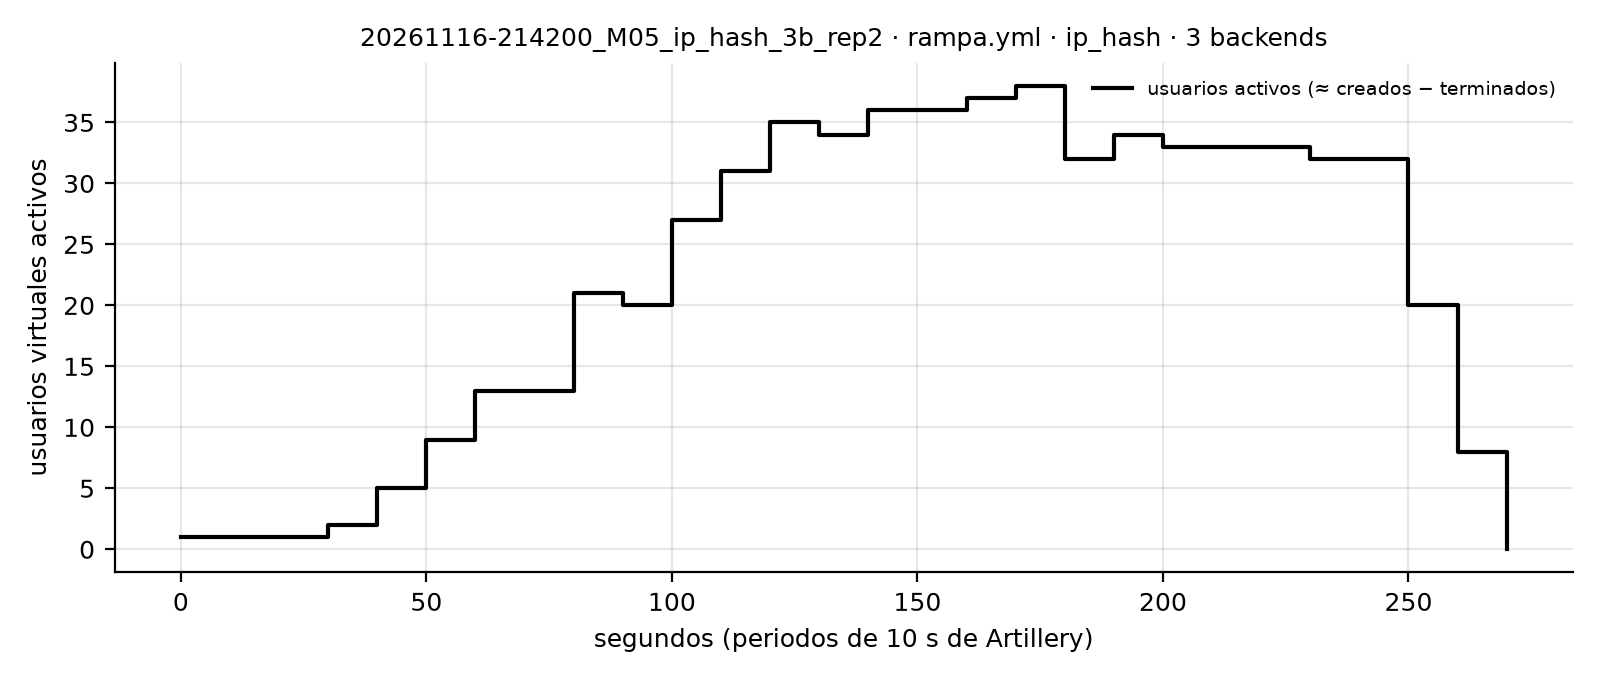 20261116-214200_M05_ip_hash_3b_rep2 · rampa.yml · ip_hash · 3 backends
usuarios activos (≈ creados − terminados)
usuarios virtuales activos
35
30
25
20
15
10
5
0
0 50 100 150 200 250
segundos (periodos de 10 s de Artillery)